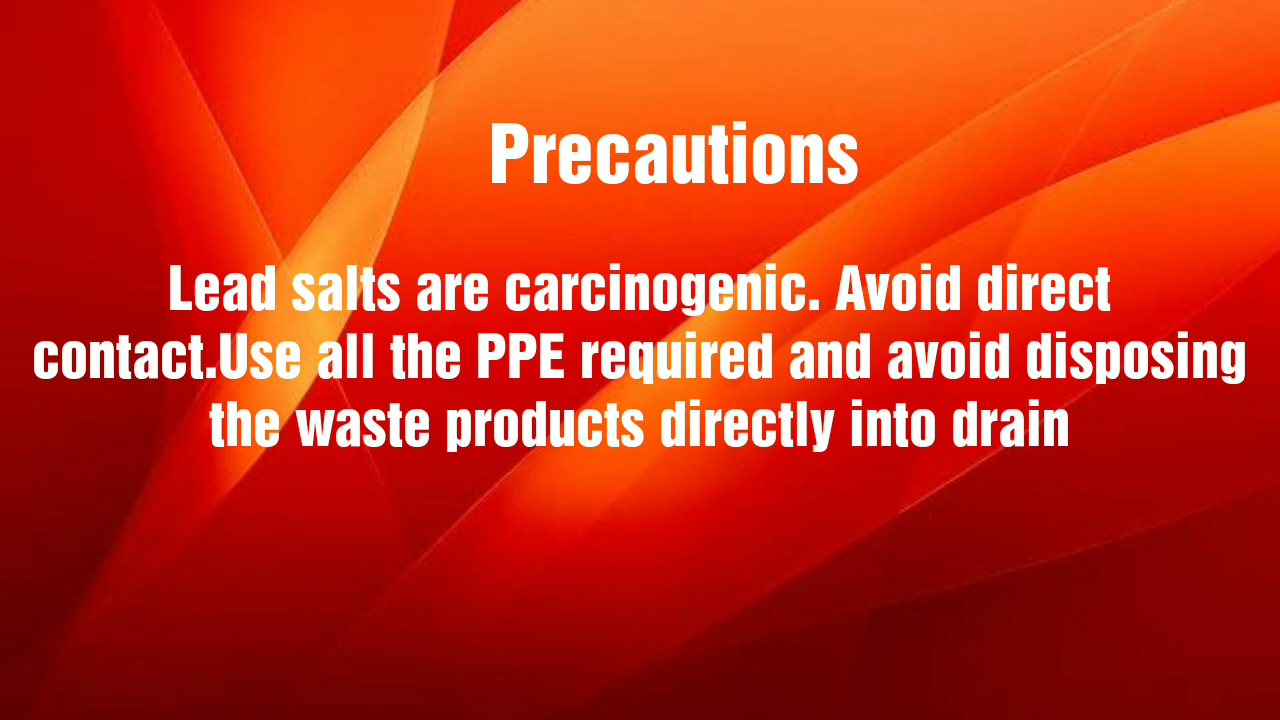 Precautions
Lead salts are carcinogenic. Avoid direct
contact.Use all the PPE required and avoid disposing
the waste products directly into drain